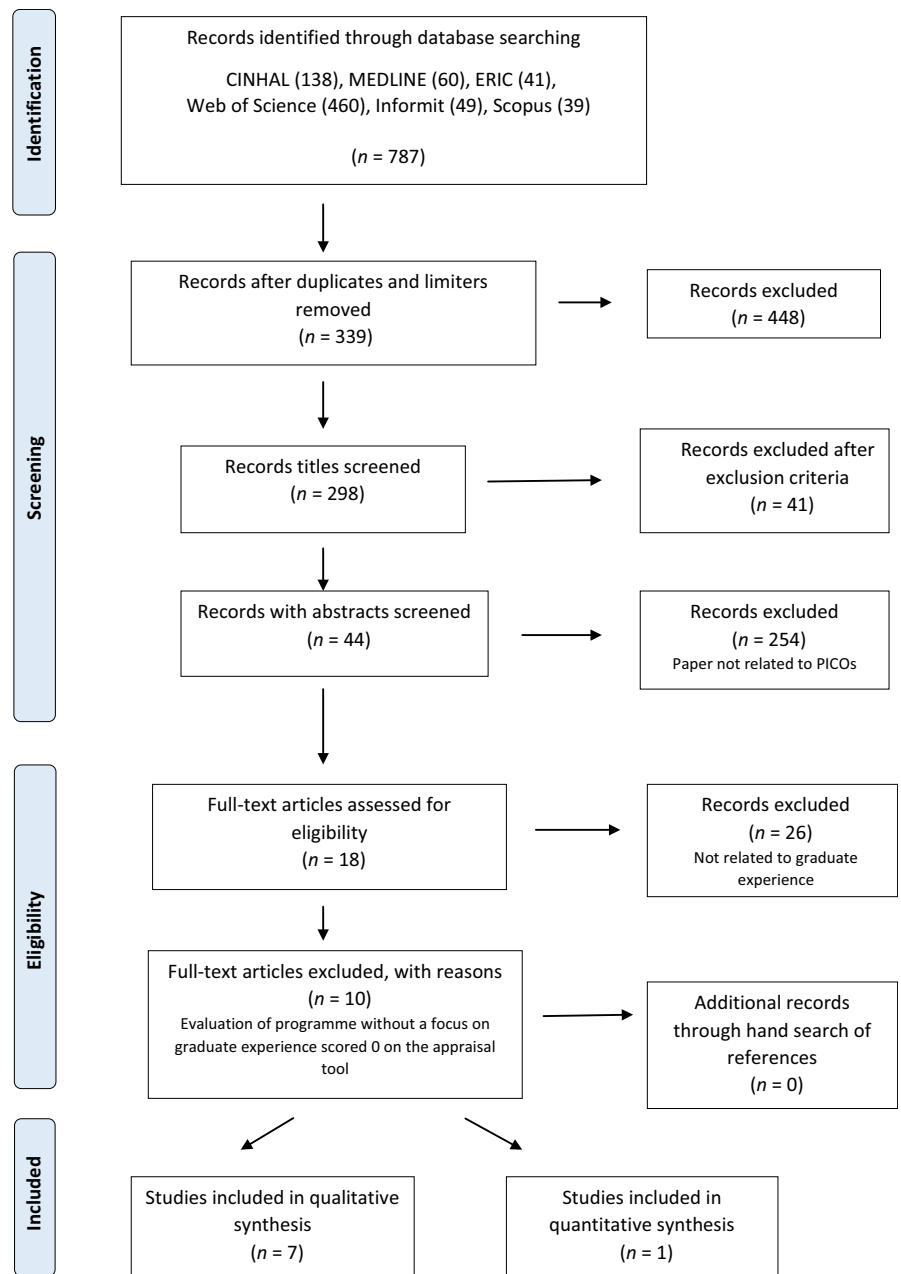 Identification
Records identified through database searching
CINHAL (138), MEDLINE (60), ERIC (41),
Web of Science (460), Informit (49), Scopus (39)
(n = 787)
Screening
Records after duplicates and limiters
removed
(n = 339)
Records excluded
(n = 448)
Records titles screened
(n = 298)
Records excluded after
exclusion criteria
(n = 41)
Records with abstracts screened
(n = 44)
Records excluded
(n = 254)
Paper not related to PICOs
Eligibility
Full-text articles assessed for
eligibility
(n = 18)
Records excluded
(n = 26)
Not related to graduate
experience
Full-text articles excluded, with reasons
(n = 10)
Evaluation of programme without a focus on
graduate experience scored 0 on the appraisal
tool
Additional records
through hand search of
references
(n = 0)
Included
Studies included in qualitative
synthesis
(n = 7)
Studies included in
quantitative synthesis
(n = 1)